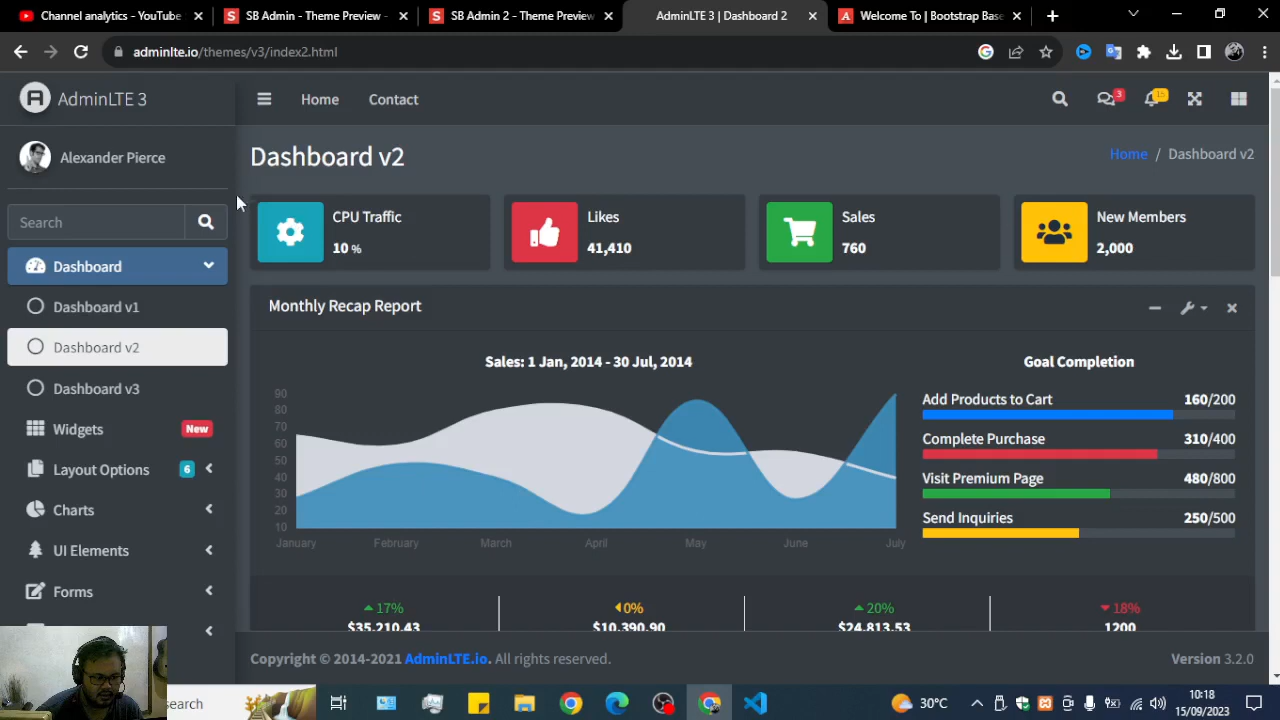 Channel analytics - YouTube
SB Admin - Theme Preview -
SB Admin 2 - Theme Preview
AdminLTE 3 | Dashboard 2
Welcome To | Bootstrap Base
adminlte.io/themes/v3/index2.html
AdminLTE 3
Home
Contact
3
15
Alexander Pierce
Dashboard v2
Home / Dashboard v2
Search
CPU Traffic
10 %
Likes
41,410
Sales
760
New Members
2,000
Dashboard
Dashboard v1
Dashboard v2
Dashboard v3
Widgets
New
Layout Options
6
Charts
UI Elements
Forms
Monthly Recap Report
Sales: 1 Jan, 2014 - 30 Jul, 2014
90
80
70
60
50
40
30
20
10
January February March April May June July
Goal Completion
Add Products to Cart 160/200
Complete Purchase 310/400
Visit Premium Page 480/800
Send Inquiries 250/500
17%
$35,210.43
0%
$10,390.90
20%
$24,813.53
18%
1200
Copyright © 2014-2021 AdminLTE.io. All rights reserved.
Version 3.2.0
search
30°C
10:18
15/09/2023